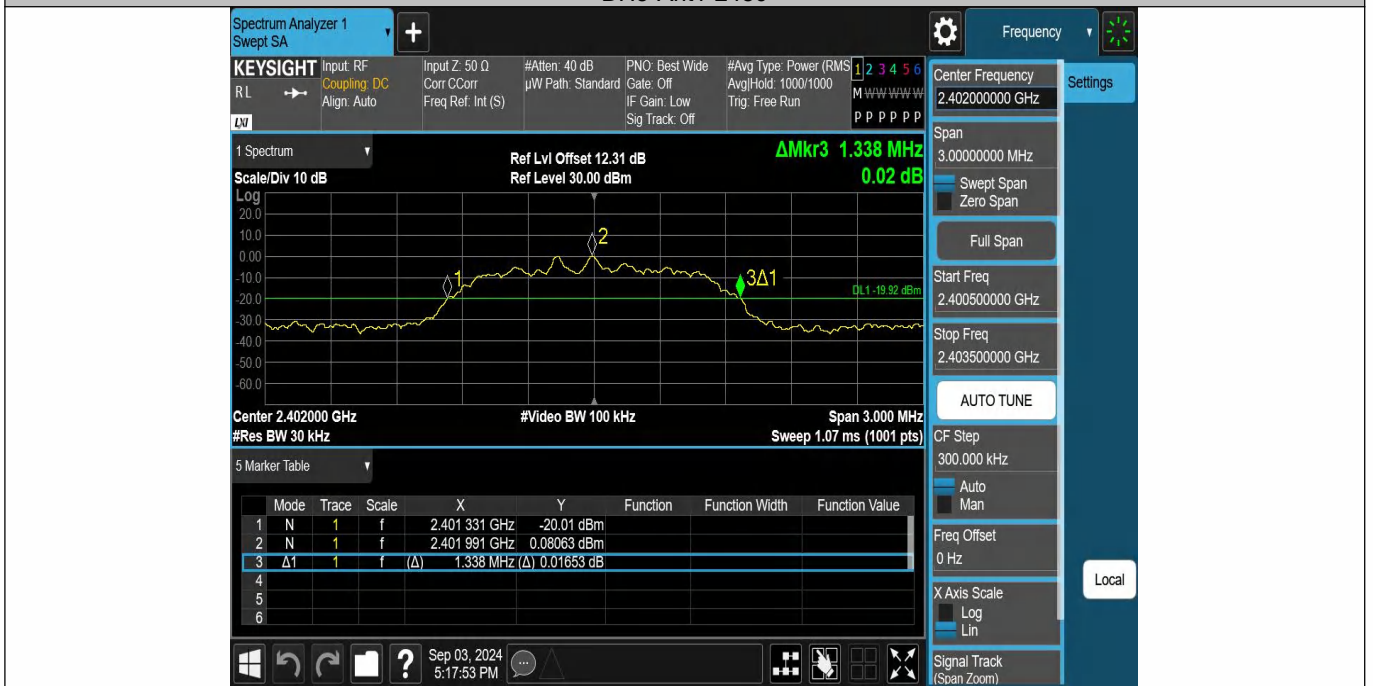 Spectrum Analyzer 1
Swept SA
+
Frequency
KEYSIGHT
RL
LXI
Input: RF
Coupling: DC
Align: Auto
Input Z: 50 Ω
Corr CCorr
Freq Ref: Int (S)
#Atten: 40 dB
µW Path: Standard
PNO: Best Wide
Gate: Off
IF Gain: Low
Sig Track: Off
#Avg Type: Power (RMS
Avg|Hold: 1000/1000
Trig: Free Run
1 2 3 4 5 6
M W W W W W
P P P P P P
1 Spectrum
Scale/Div 10 dB
Ref Lvl Offset 12.31 dB
Ref Level 30.00 dBm
ΔMkr3 1.338 MHz
0.02 dB
Log
20.0
10.0
0.00
-10.0
-20.0
-30.0
-40.0
-50.0
-60.0
1
2
3Δ1
DL1 -19.92 dBm
Center 2.402000 GHz
#Video BW 100 kHz
Span 3.000 MHz
#Res BW 30 kHz
Sweep 1.07 ms (1001 pts)
5 Marker Table
Mode Trace Scale X Y Function Function Width Function Value
1 N 1 f 2.401 331 GHz -20.01 dBm
2 N 1 f 2.401 991 GHz 0.08063 dBm
3 Δ1 1 f (Δ) 1.338 MHz (Δ) 0.01653 dB
4
5
6
Sep 03, 2024
5:17:53 PM
Settings
Center Frequency
2.402000000 GHz
Span
3.00000000 MHz
Swept Span
Zero Span
Full Span
Start Freq
2.400500000 GHz
Stop Freq
2.403500000 GHz
AUTO TUNE
CF Step
300.000 kHz
Auto
Man
Freq Offset
0 Hz
X Axis Scale
Log
Lin
Signal Track
(Span Zoom)
Local